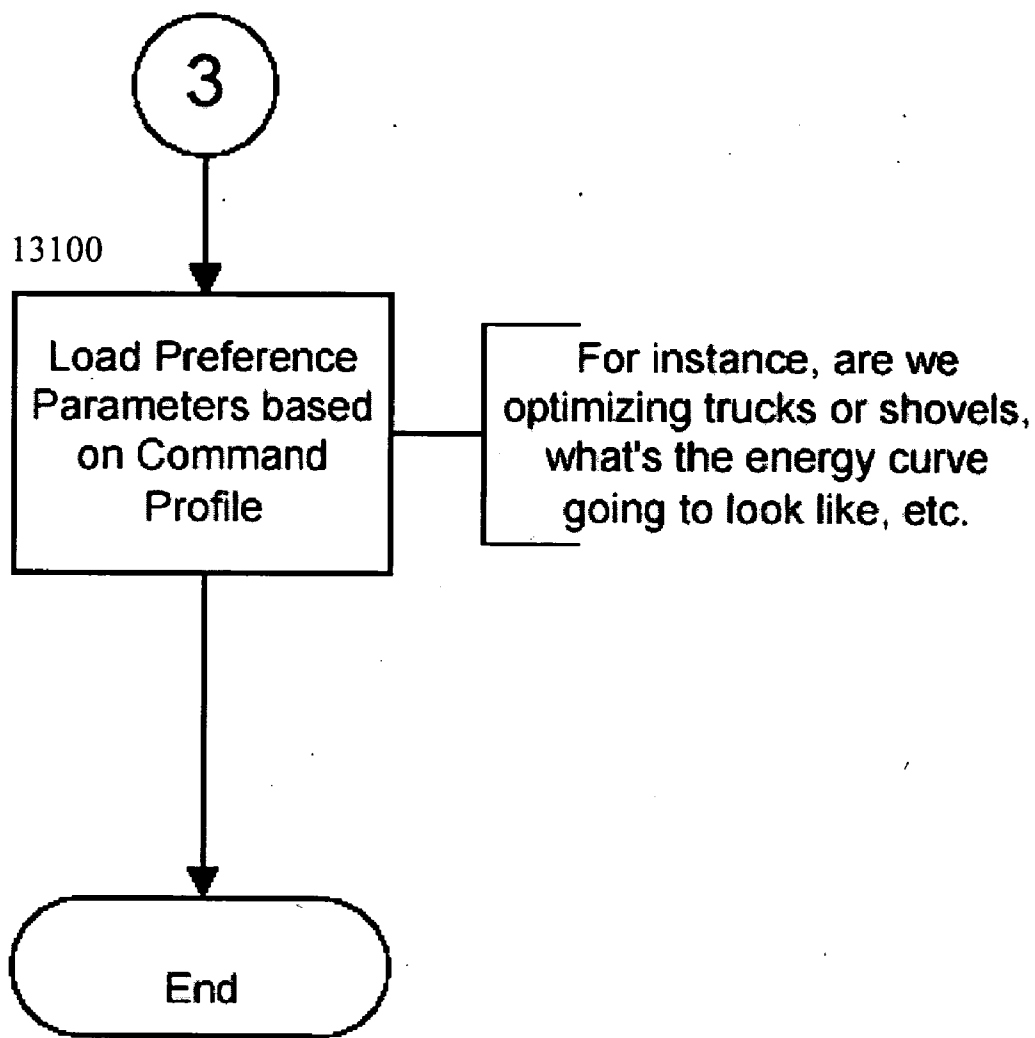 3
13100
Load Preference
Parameters based
on Command
Profile
For instance, are we
optimizing trucks or shovels,
what's the energy curve
going to look like, etc.
End